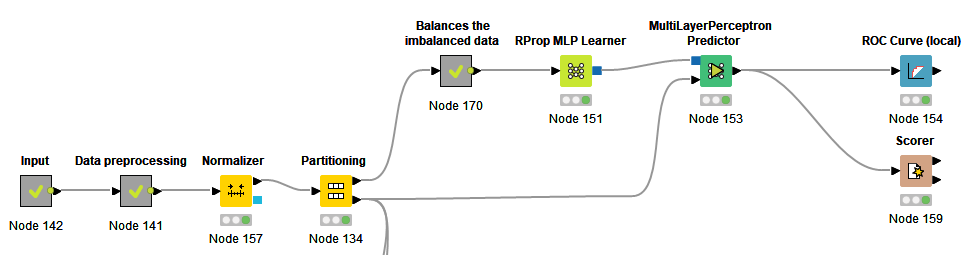 Balances the
imbalanced data
Node 170
RProp MLP Learner
Node 151
MultiLayerPerceptron
Predictor
Node 153
ROC Curve (local)
Node 154
Scorer
Node 159
Input
Node 142
Data preprocessing
Node 141
Normalizer
Node 157
Partitioning
Node 134